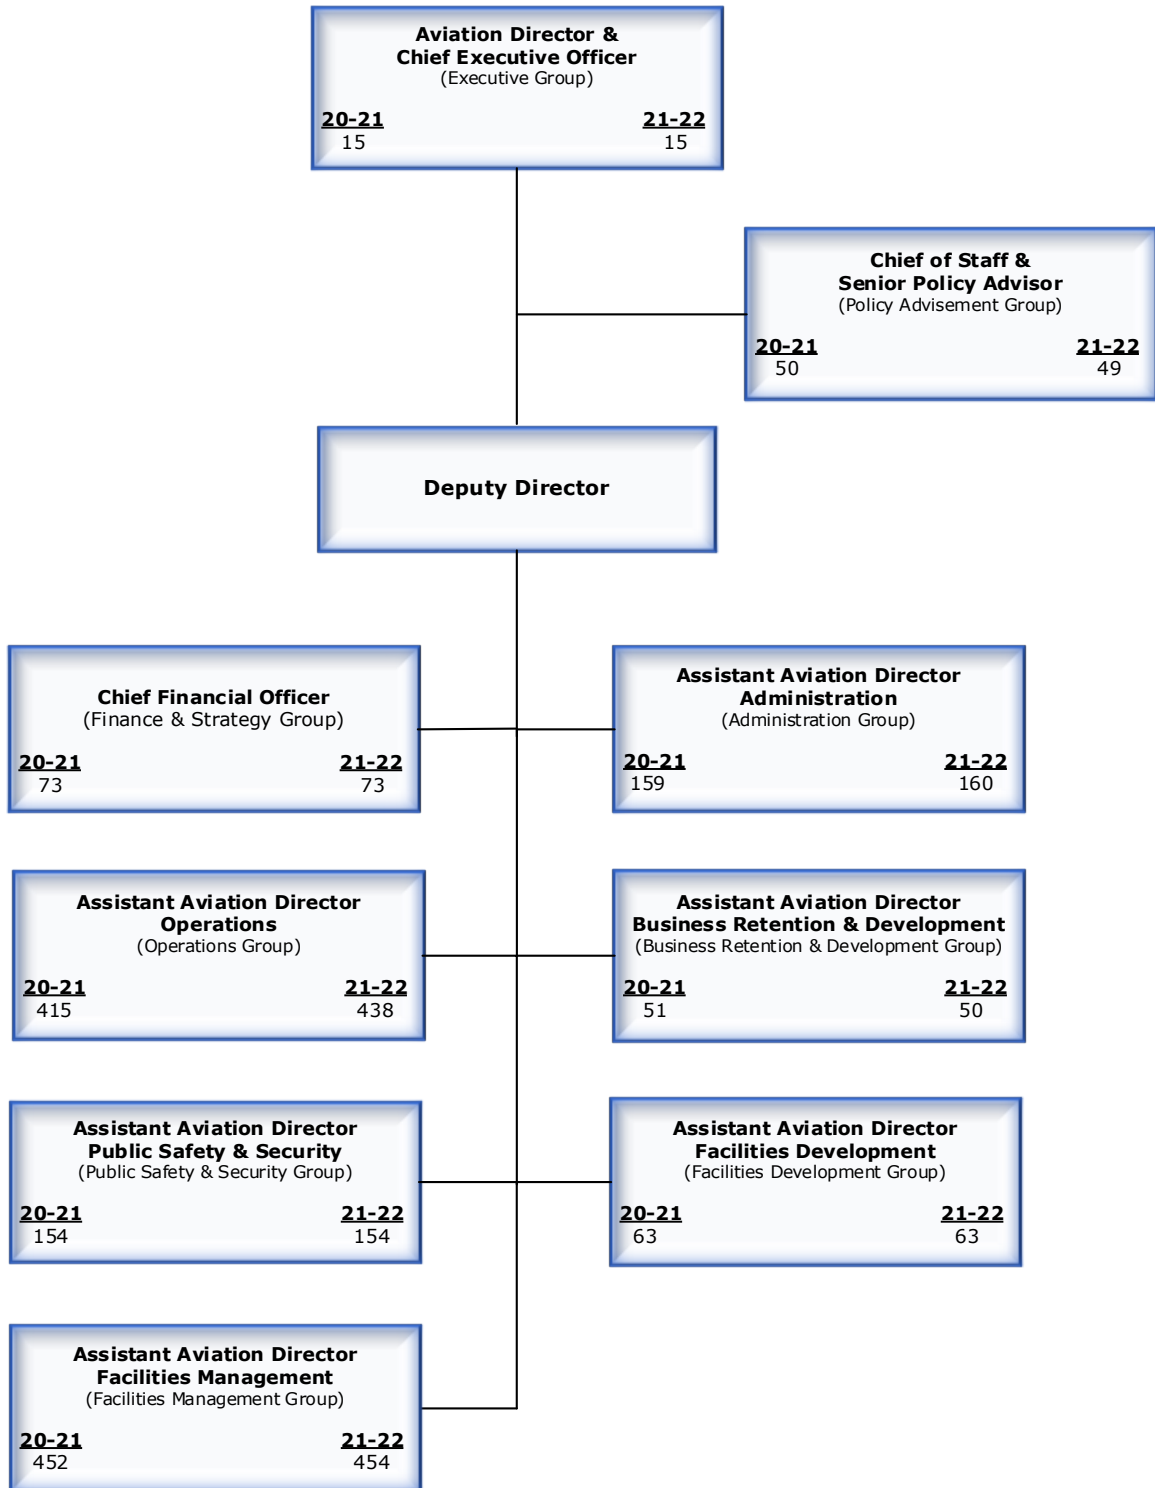 Aviation Director &
Chief Executive Officer
(Executive Group)
20-21 21-22
15 15
Chief of Staff &
Senior Policy Advisor
(Policy Advisement Group)
20-21 21-22
50 49
Deputy Director
Chief Financial Officer
(Finance & Strategy Group)
20-21 21-22
73 73
Assistant Aviation Director
Administration
(Administration Group)
20-21 21-22
159 160
Assistant Aviation Director
Operations
(Operations Group)
20-21 21-22
415 438
Assistant Aviation Director
Business Retention & Development
(Business Retention & Development Group)
20-21 21-22
51 50
Assistant Aviation Director
Public Safety & Security
(Public Safety & Security Group)
20-21 21-22
154 154
Assistant Aviation Director
Facilities Development
(Facilities Development Group)
20-21 21-22
63 63
Assistant Aviation Director
Facilities Management
(Facilities Management Group)
20-21 21-22
452 454